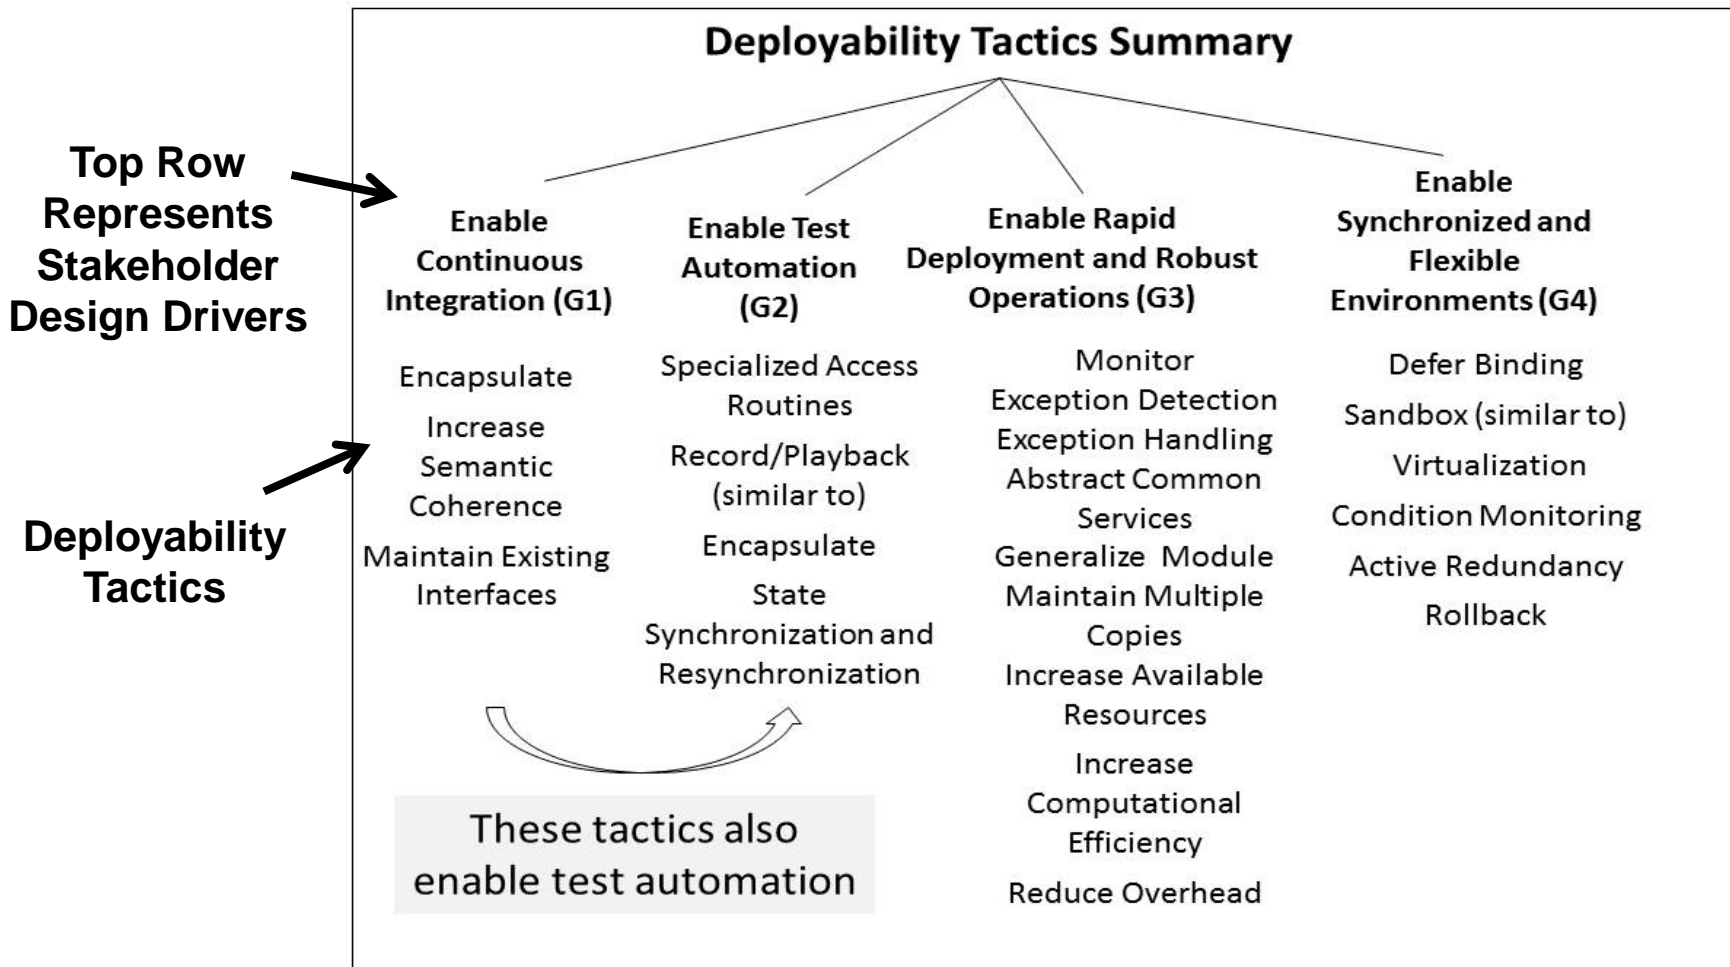 Deployability Tactics Summary
Top Row
Represents
Stakeholder
Design Drivers
Deployability
Tactics
Enable
Continuous
Integration (G1)
Encapsulate
Increase
Semantic
Coherence
Maintain Existing
Interfaces
Enable Test
Automation
(G2)
Specialized Access
Routines
Record/Playback
(similar to)
Encapsulate
State
Synchronization and
Resynchronization
Enable Rapid
Deployment and Robust
Operations (G3)
Monitor
Exception Detection
Exception Handling
Abstract Common
Services
Generalize Module
Maintain Multiple
Copies
Increase Available
Resources
Increase
Computational
Efficiency
Reduce Overhead
Enable
Synchronized and
Flexible
Environments (G4)
Defer Binding
Sandbox (similar to)
Virtualization
Condition Monitoring
Active Redundancy
Rollback
These tactics also
enable test automation